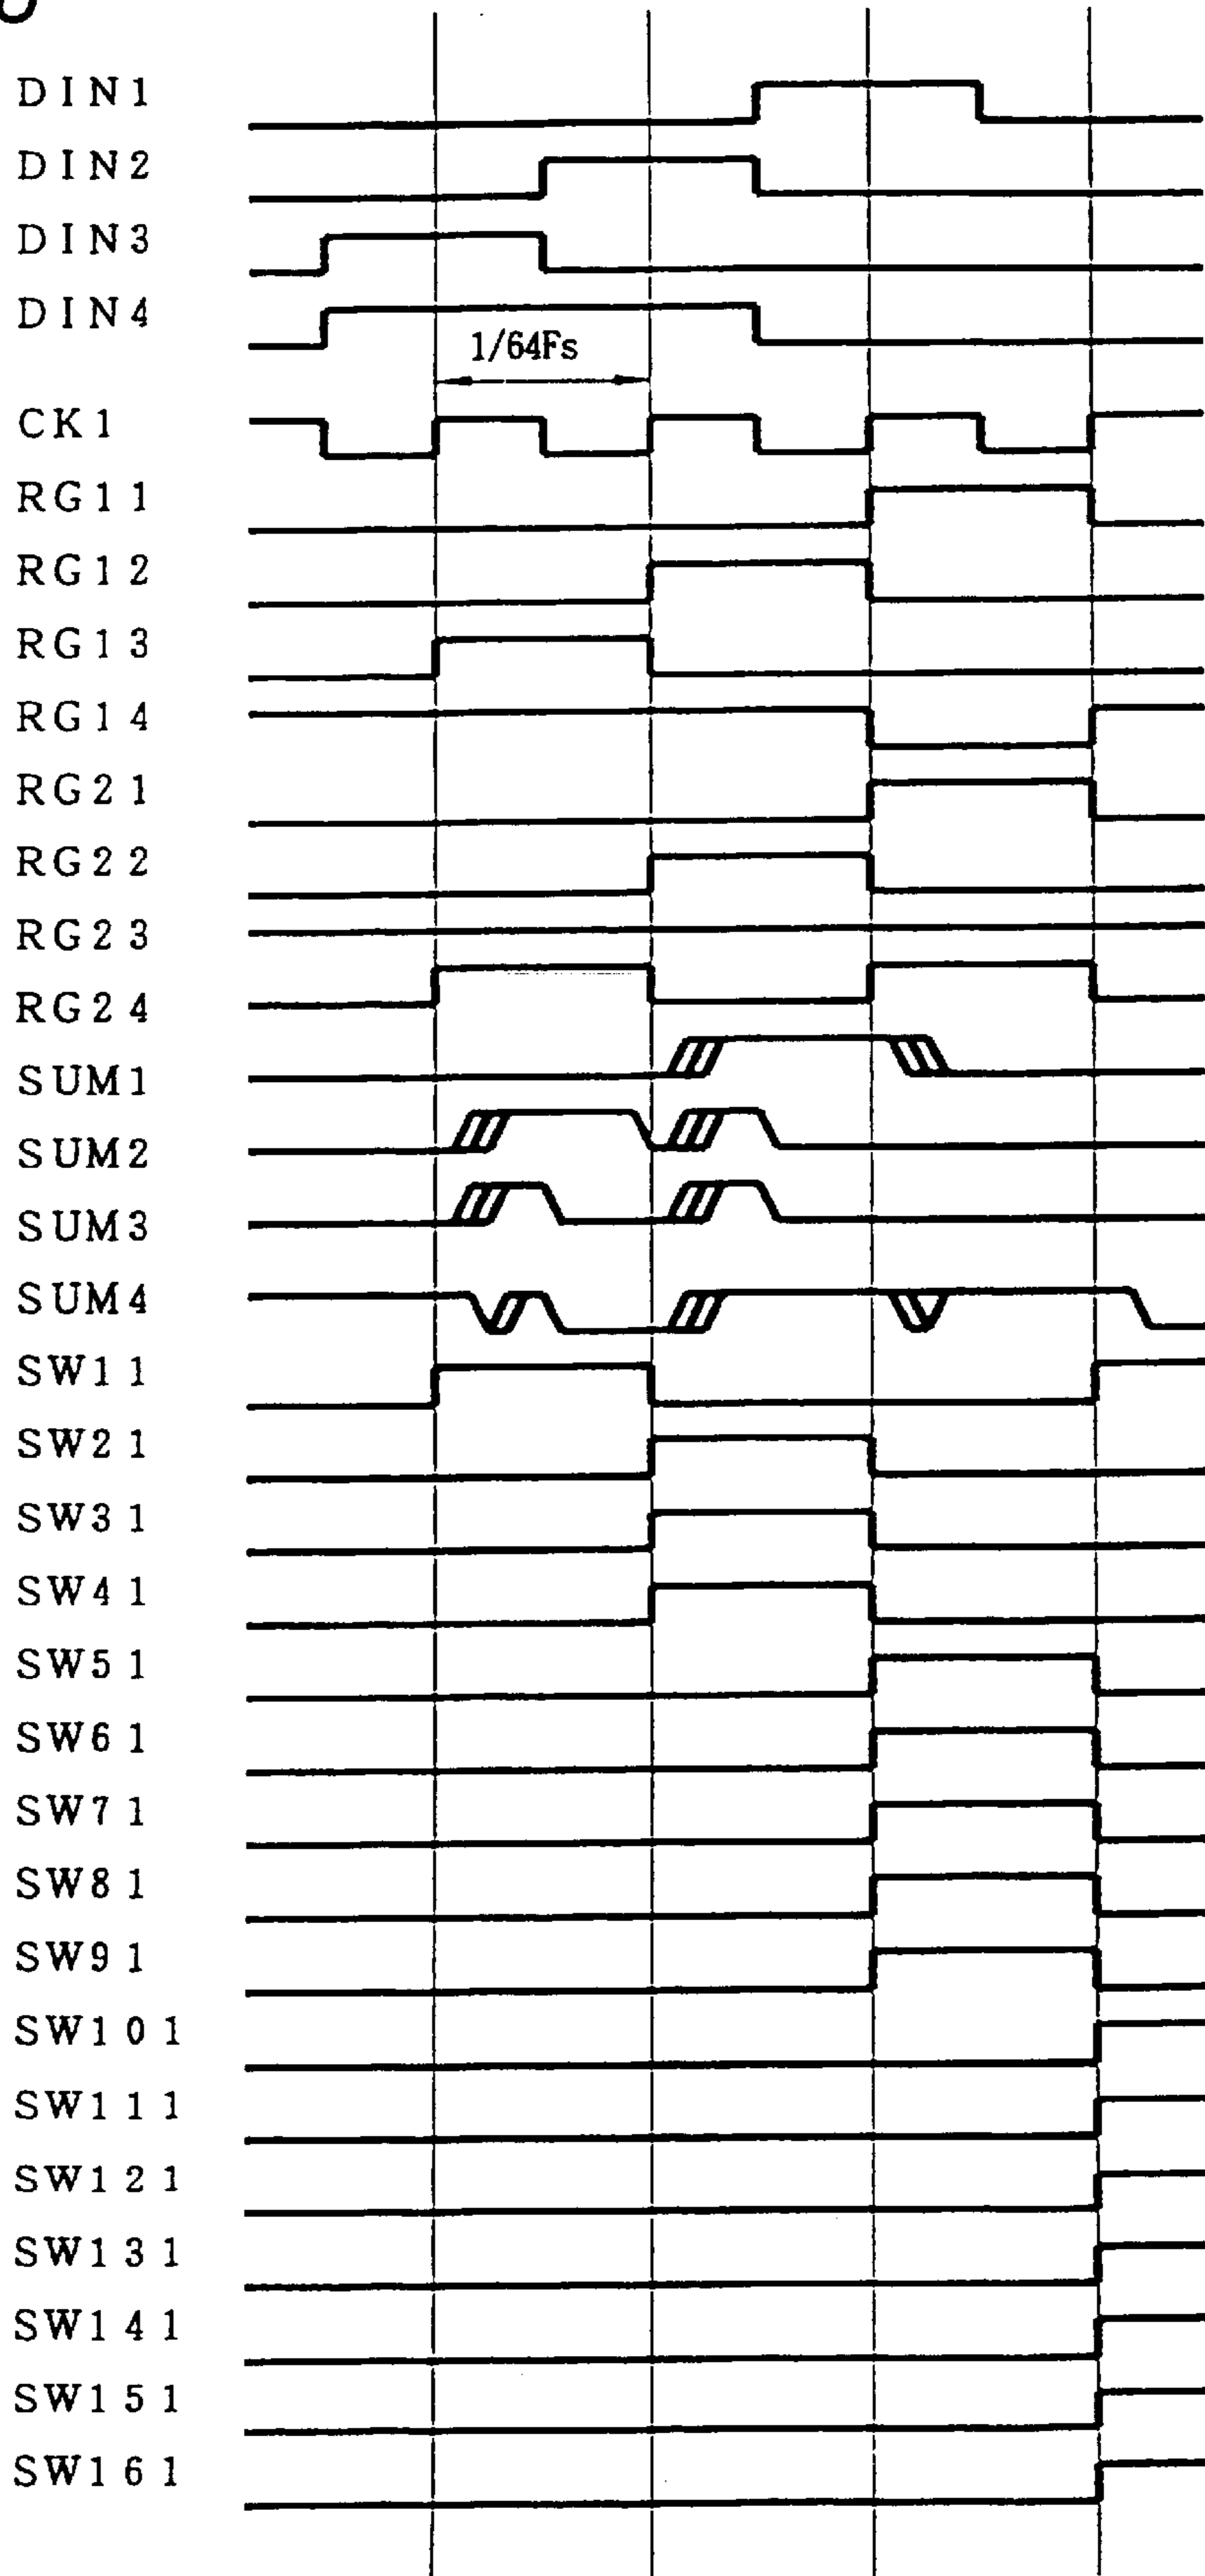 DIN1
DIN2
DIN3
DIN4
1/64Fs
CK1
RG11
RG12
RG13
RG14
RG21
RG22
RG23
RG24
SUM1
SUM2
SUM3
SUM4
SW11
SW21
SW31
SW41
SW51
SW61
SW71
SW81
SW91
SW101
SW111
SW121
SW131
SW141
SW151
SW161